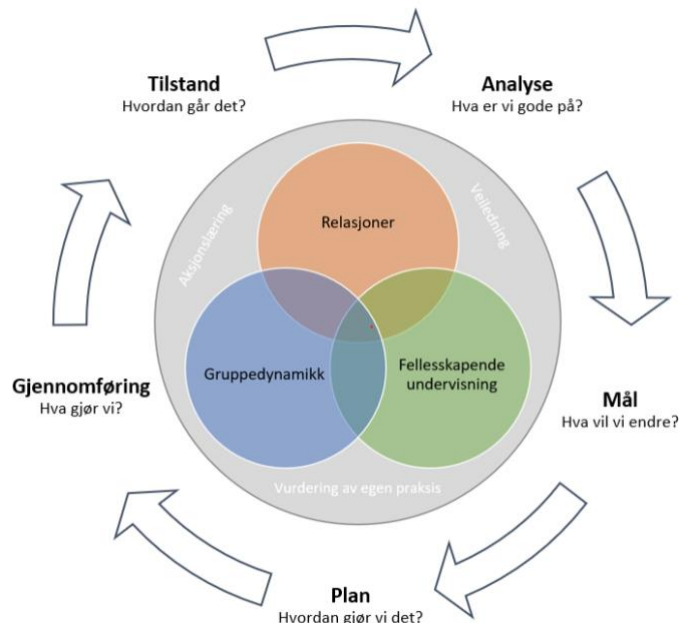 Tilstand
Hvordan går det?
Analyse
Hva er vi gode på?
Aksjonslæring
Veiledning
Relasjoner
Gruppedynamikk
Fellesskapende
undervisning
Gjennomføring
Hva gjør vi?
Mål
Hva vil vi endre?
Vurdering av egen praksis
Plan
Hvordan gjør vi det?